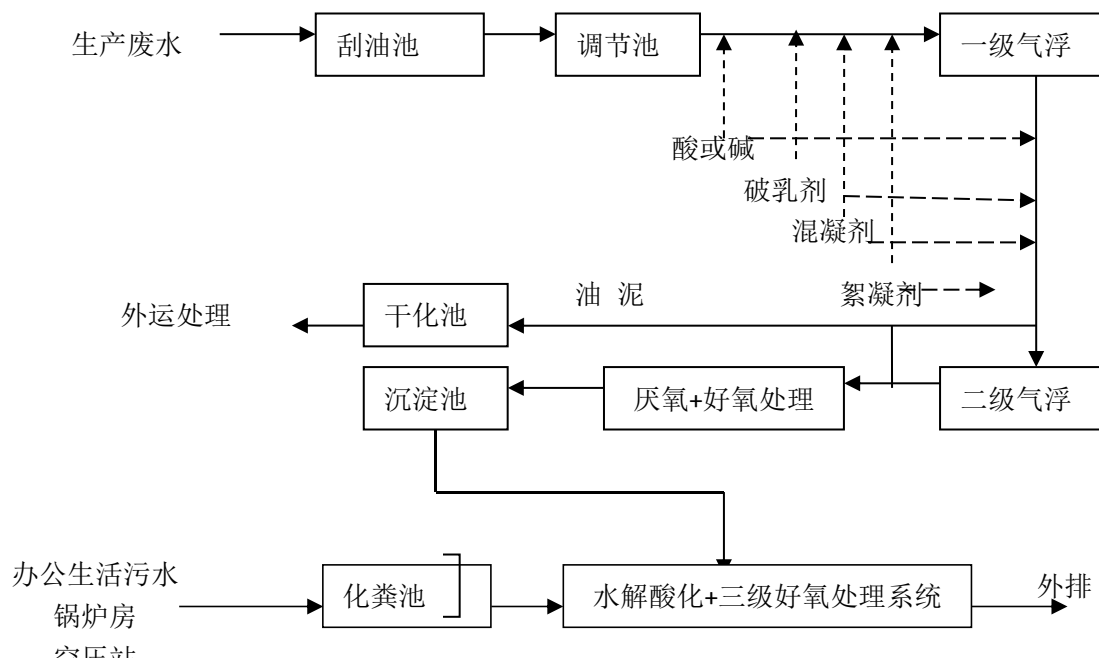 生产废水
刮油池
调节池
一级气浮
酸或碱
破乳剂
混凝剂
絮凝剂
油 泥
干化池
外运处理
沉淀池
厌氧+好氧处理
二级气浮
办公生活污水
锅炉房
空压站
化粪池
水解酸化+三级好氧处理系统
外排